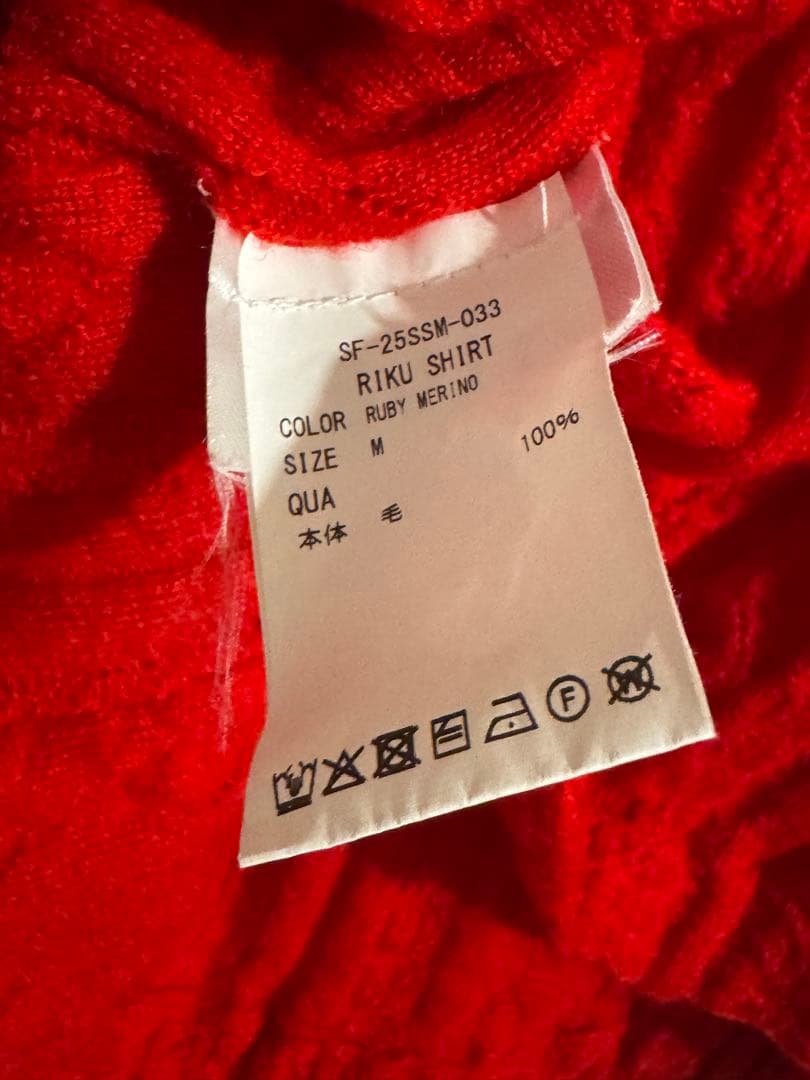 SF-25SSM-033
RIKU SHIRT
COLOR RUBY MERINO
SIZE M
QUA
本体 毛 100%
F
W